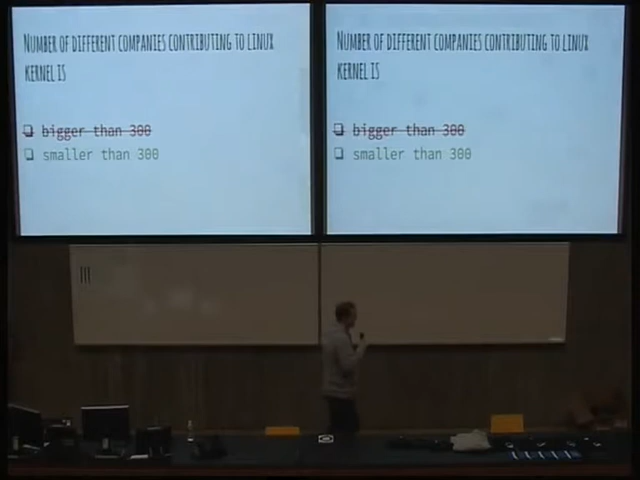 Number of different companies contributing to linux
kernel is
bigger than 300
smaller than 300
Number of different companies contributing to linux
kernel is
bigger than 300
smaller than 300
|||